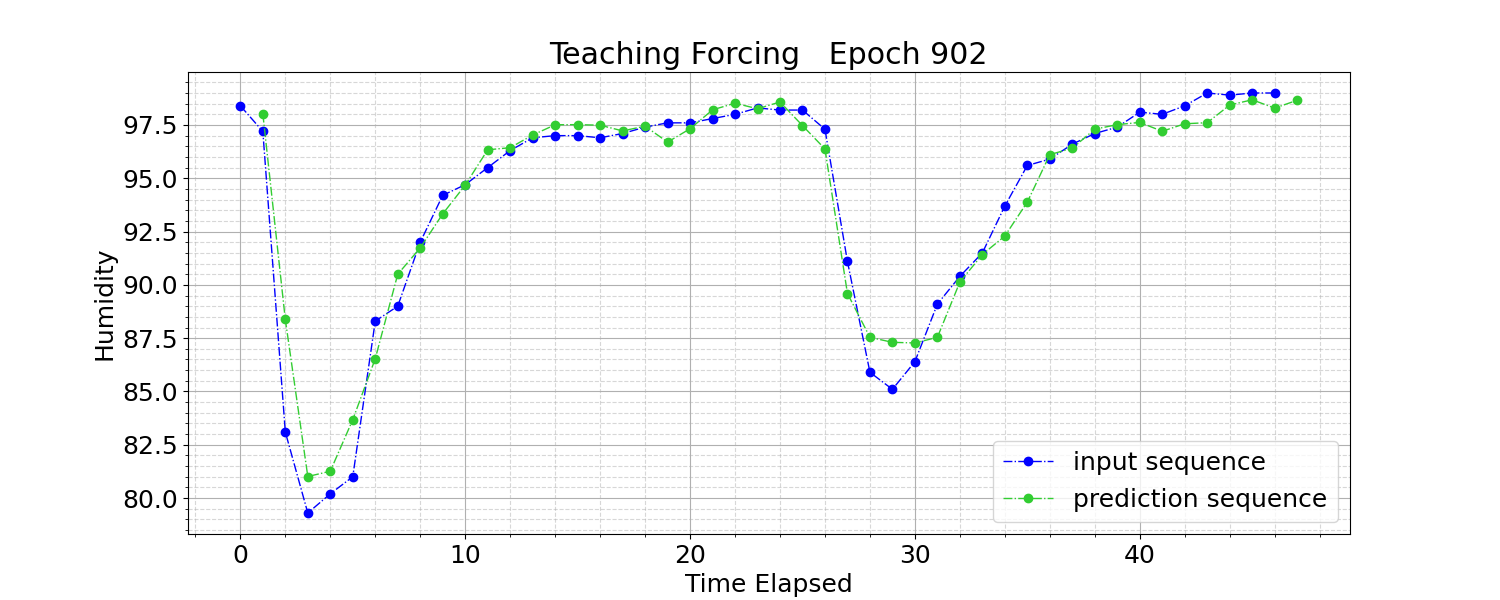 Teaching Forcing   Epoch 902
Humidity
97.5
95.0
92.5
90.0
87.5
85.0
82.5
80.0
input sequence
prediction sequence
0 10 20 30 40
Time Elapsed